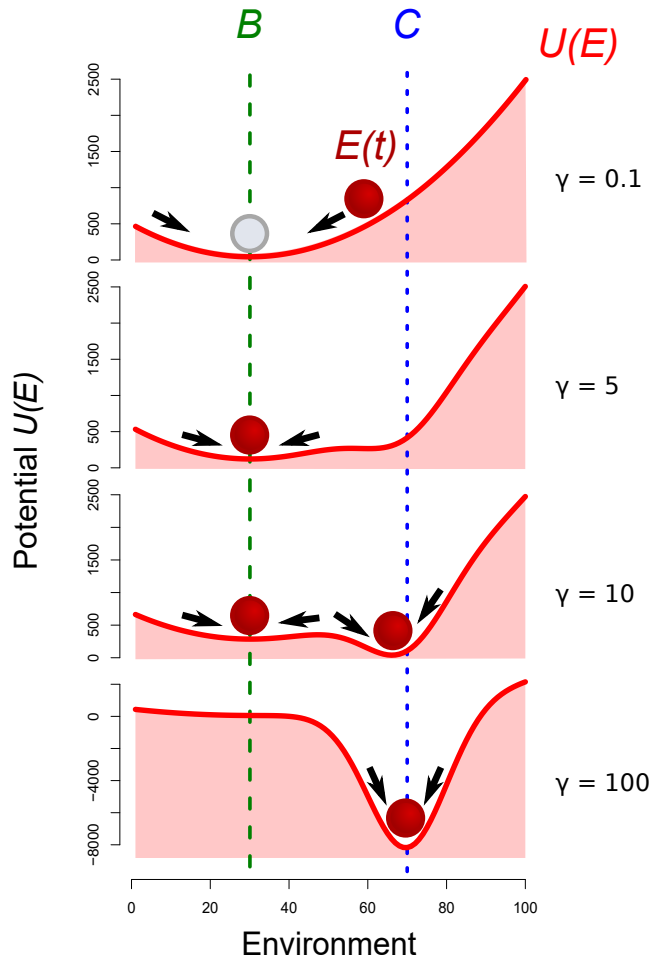 B C U(E)
2500
1500
500
0
E(t)
γ = 0.1
2500
1500
500
0
γ = 5
2500
1500
500
0
γ = 10
0
−4000
−8000
γ = 100
Potential U(E)
0 20 40 60 80 100
Environment